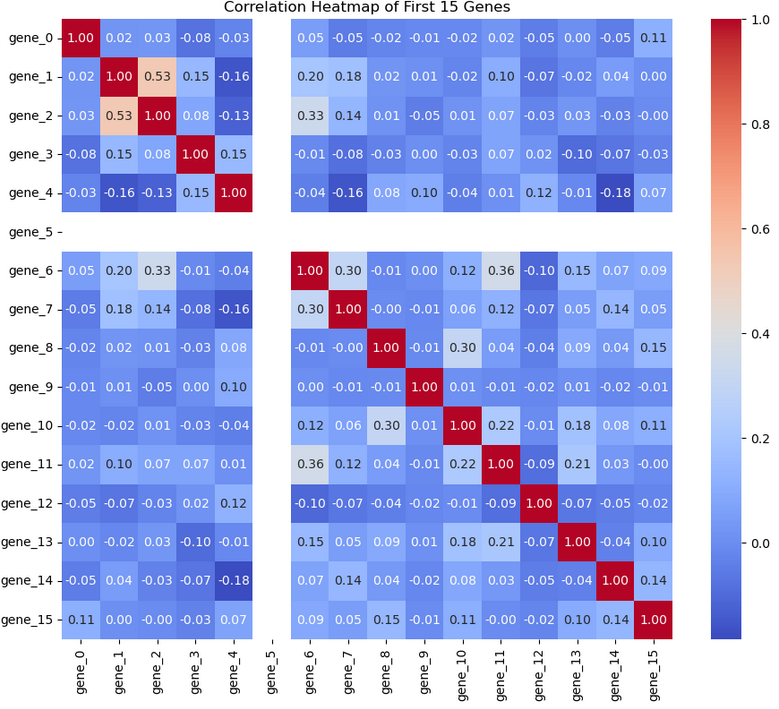 Correlation Heatmap of First 15 Genes
gene_0 1.00 0.02 0.03 -0.08 -0.03 0.05 -0.05 -0.02 -0.01 -0.02 0.02 -0.05 0.00 -0.05 0.11
gene_1 0.02 1.00 0.53 0.15 -0.16 0.20 0.18 0.02 0.01 -0.02 0.10 -0.07 -0.02 0.04 0.00
gene_2 0.03 0.53 1.00 0.08 -0.13 0.33 0.14 0.01 -0.05 0.01 0.07 -0.03 0.03 -0.03 -0.00
gene_3 -0.08 0.15 0.08 1.00 0.15 -0.01 -0.08 -0.03 0.00 -0.03 0.07 0.02 -0.10 -0.07 -0.03
gene_4 -0.03 -0.16 -0.13 0.15 1.00 -0.04 -0.16 0.08 0.10 -0.04 0.01 0.12 -0.01 -0.18 0.07
gene_5
gene_6 0.05 0.20 0.33 -0.01 -0.04 1.00 0.30 -0.01 0.00 0.12 0.36 -0.10 0.15 0.07 0.09
gene_7 -0.05 0.18 0.14 -0.08 -0.16 0.30 1.00 -0.00 -0.01 0.06 0.12 -0.07 0.05 0.14 0.05
gene_8 -0.02 0.02 0.01 -0.03 0.08 -0.01 -0.00 1.00 -0.01 0.30 0.04 -0.04 0.09 0.04 0.15
gene_9 -0.01 0.01 -0.05 0.00 0.10 0.00 -0.01 -0.01 1.00 0.01 -0.01 -0.02 0.01 -0.02 -0.01
gene_10 -0.02 -0.02 0.01 -0.03 -0.04 0.12 0.06 0.30 0.01 1.00 0.22 -0.01 0.18 0.08 0.11
gene_11 0.02 0.10 0.07 0.07 0.01 0.36 0.12 0.04 -0.01 0.22 1.00 -0.09 0.21 0.03 -0.00
gene_12 -0.05 -0.07 -0.03 0.02 0.12 -0.10 -0.07 -0.04 -0.02 -0.01 -0.09 1.00 -0.07 -0.05 -0.02
gene_13 0.00 -0.02 0.03 -0.10 -0.01 0.15 0.05 0.09 0.01 0.18 0.21 -0.07 1.00 -0.04 0.10
gene_14 -0.05 0.04 -0.03 -0.07 -0.18 0.07 0.14 0.04 -0.02 0.08 0.03 -0.05 -0.04 1.00 0.14
gene_15 0.11 0.00 -0.00 -0.03 0.07 0.09 0.05 0.15 -0.01 0.11 -0.00 -0.02 0.10 0.14 1.00
gene_0 gene_1 gene_2 gene_3 gene_4 gene_5 gene_6 gene_7 gene_8 gene_9 gene_10 gene_11 gene_12 gene_13 gene_14 gene_15
1.0
0.8
0.6
0.4
0.2
0.0